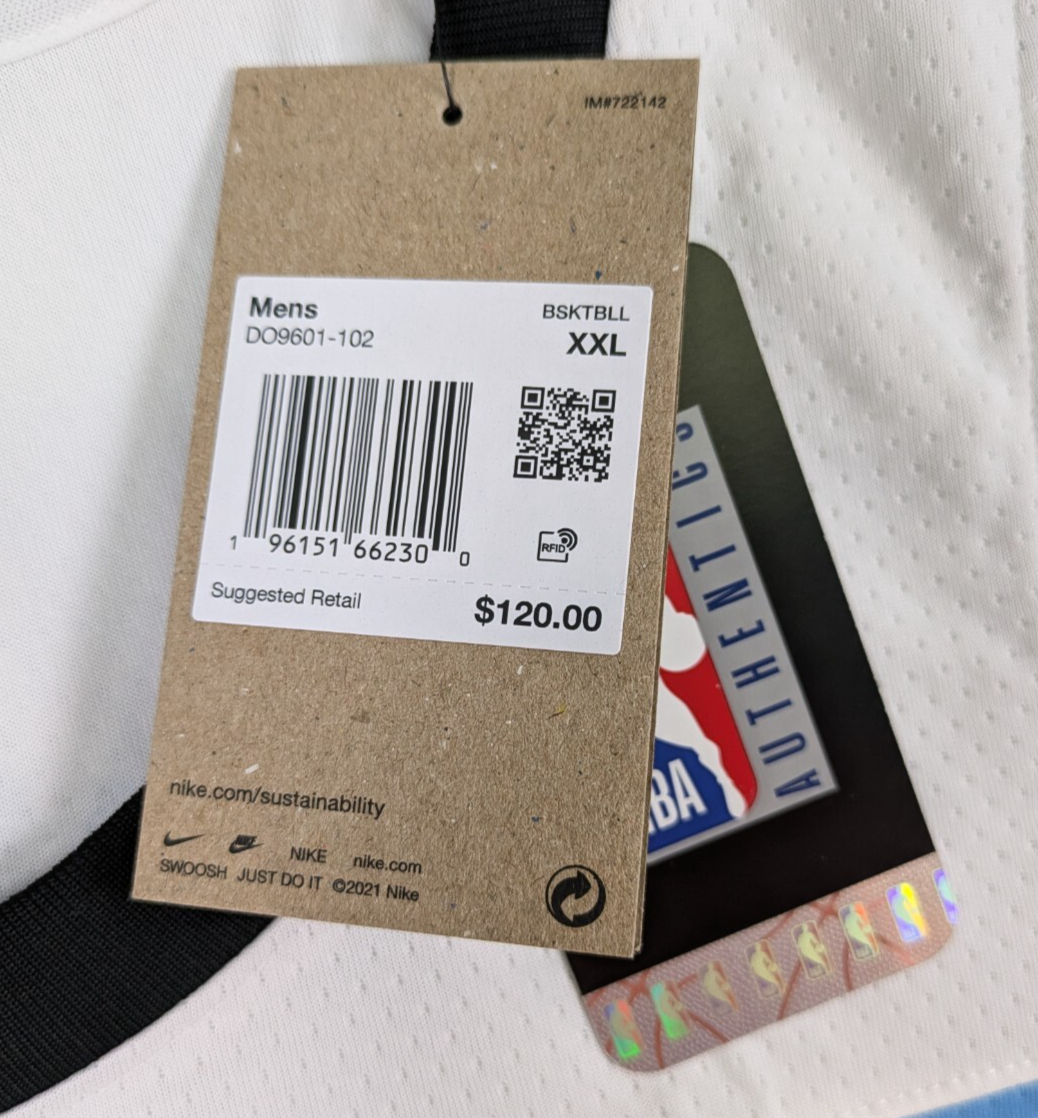 IM#722142
Mens
BSKTBLL
DO9601-102
XXL
1 96151 66230 0
RFID
Suggested Retail
$120.00
nike.com/sustainability
NIKE nike.com
SWOOSH JUST DO IT ©2021 Nike
AUTHENTICS
NBA